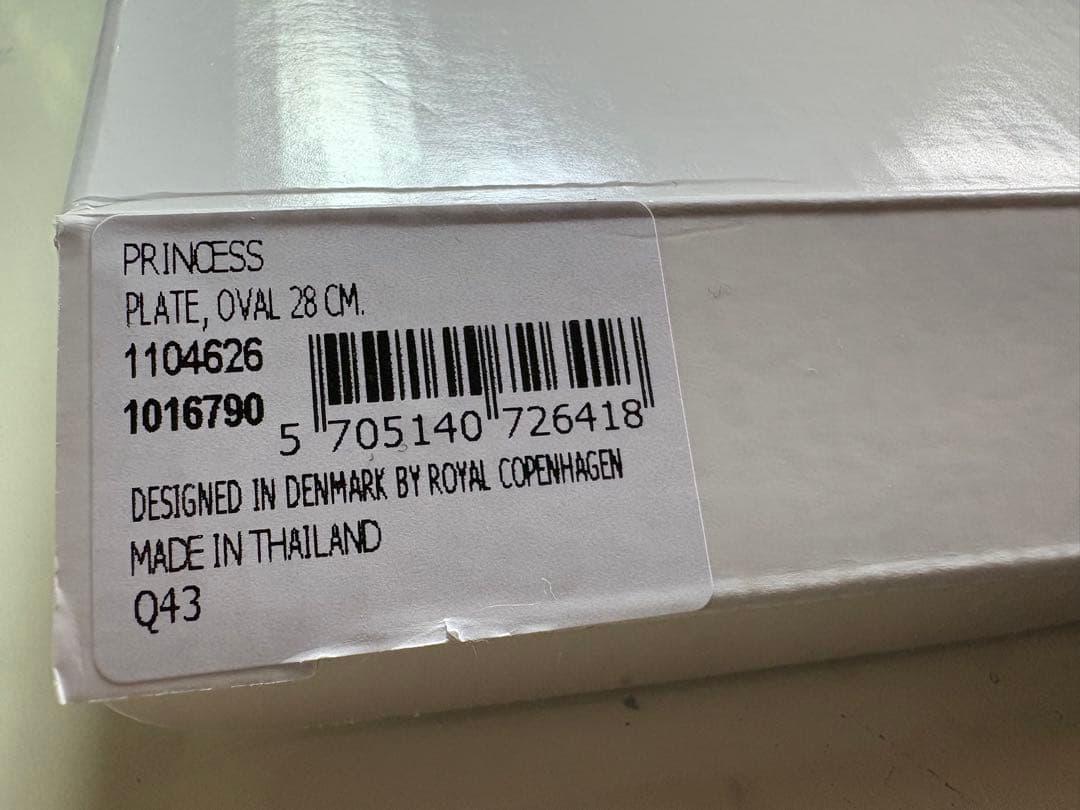 PRINCESS
PLATE, OVAL 28 CM.
1104626
1016790
5 705140 726418
DESIGNED IN DENMARK BY ROYAL COPENHAGEN
MADE IN THAILAND
Q43